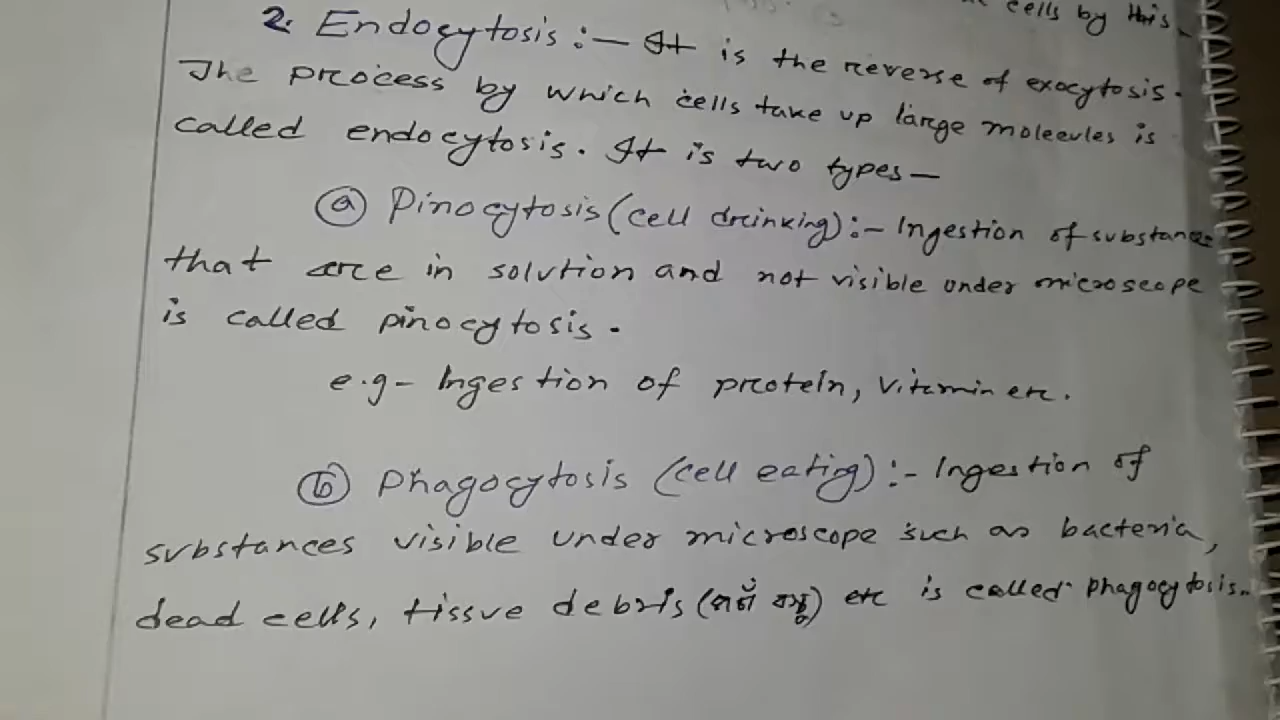 cells by this.
2. Endocytosis :— It is the reverse of exocytosis.
The process by which cells take up large molecules is
called endocytosis. It is two types—
(a) Pinocytosis (cell drinking) :– Ingestion of substances
that are in solution and not visible under microscope
is called pinocytosis.
e.g– Ingestion of protein, vitamin etc.
(b) Phagocytosis (cell eating) :- Ingestion of
substances visible under microscope such as bacteria,
dead cells, tissue debris ( ) etc is called phagocytosis.